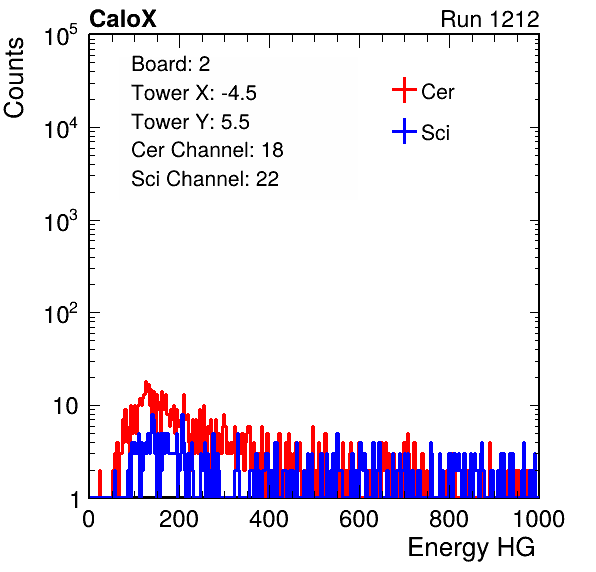 CaloX Run 1212
Counts
10^5
10^4
10^3
10^2
10
1
Board: 2
Tower X: -4.5
Tower Y: 5.5
Cer Channel: 18
Sci Channel: 22
Cer
Sci
0 200 400 600 800 1000
Energy HG